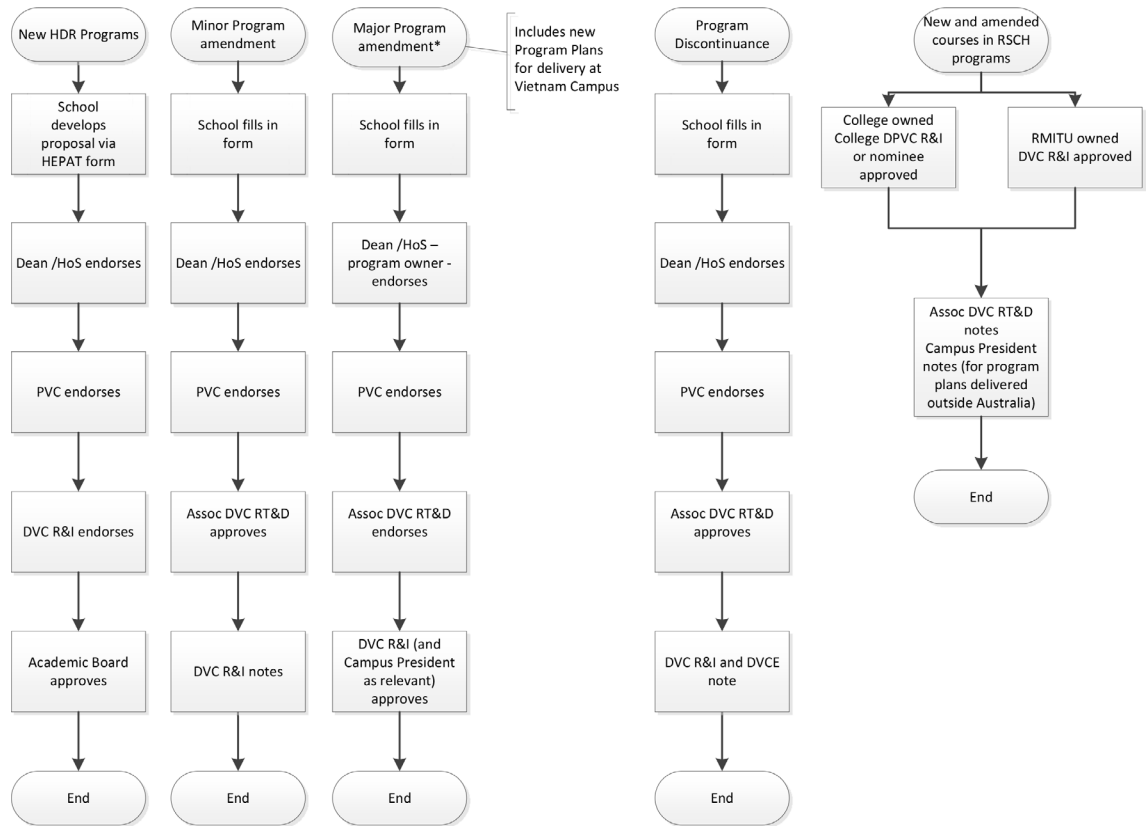 New HDR Programs
School
develops
proposal via
HEPAT form
Dean /HoS endorses
PVC endorses
DVC R&I endorses
Academic Board
approves
End
Minor Program
amendment
School fills in
form
Dean /HoS endorses
PVC endorses
Assoc DVC RT&D
approves
DVC R&I notes
End
Major Program
amendment*
Includes new
Program Plans
for delivery at
Vietnam Campus
School fills in
form
Dean /HoS –
program owner -
endorses
PVC endorses
Assoc DVC RT&D
endorses
DVC R&I (and
Campus President
as relevant)
approves
End
Program
Discontinuance
School fills in
form
Dean /HoS endorses
PVC endorses
Assoc DVC RT&D
approves
DVC R&I and DVCE
note
End
New and amended
courses in RSCH
programs
College owned
College DPVC R&I
or nominee
approved
RMITU owned
DVC R&I approved
Assoc DVC RT&D
notes
Campus President
notes (for program
plans delivered
outside Australia)
End